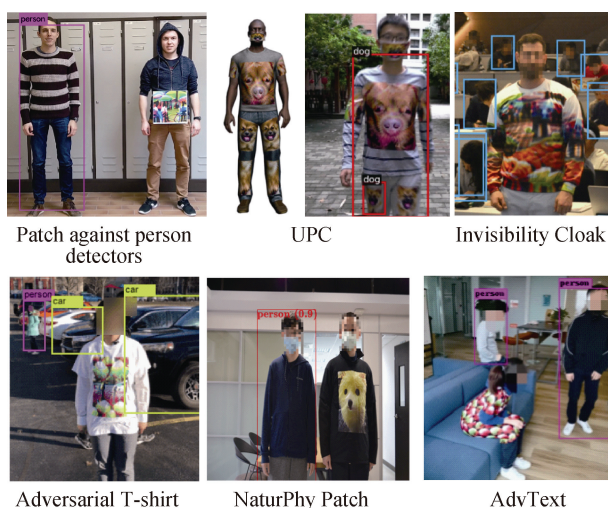 person
dog
dog
Patch against person
detectors
UPC
Invisibility Cloak
person
car
car
person (9.9)
person
person
Adversarial T-shirt
NaturPhy Patch
AdvText